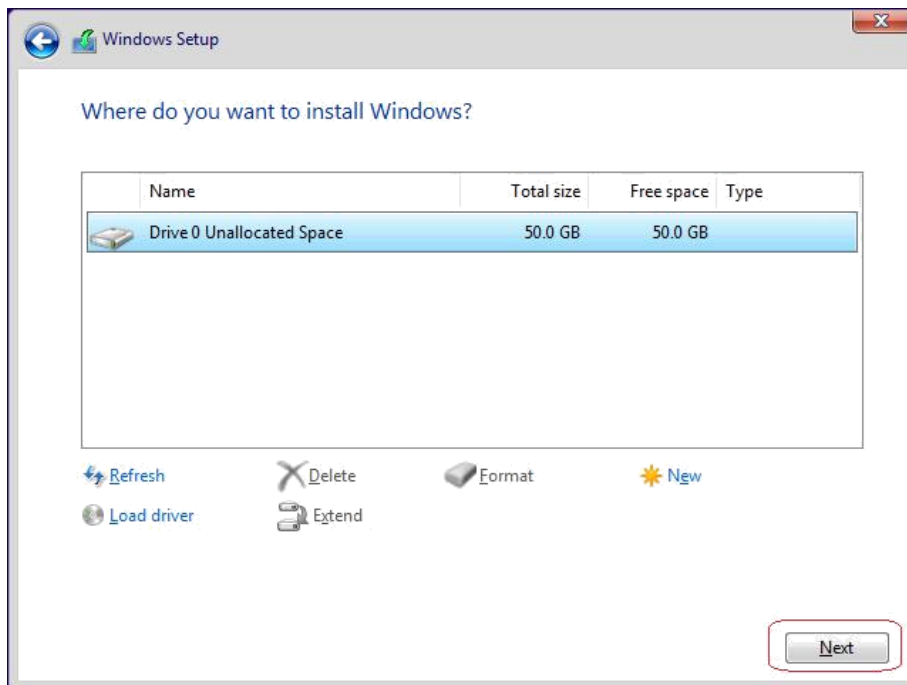 Windows Setup
Where do you want to install Windows?
Name Total size Free space Type
Drive 0 Unallocated Space 50.0 GB 50.0 GB
Refresh Delete Format New
Load driver Extend
Next